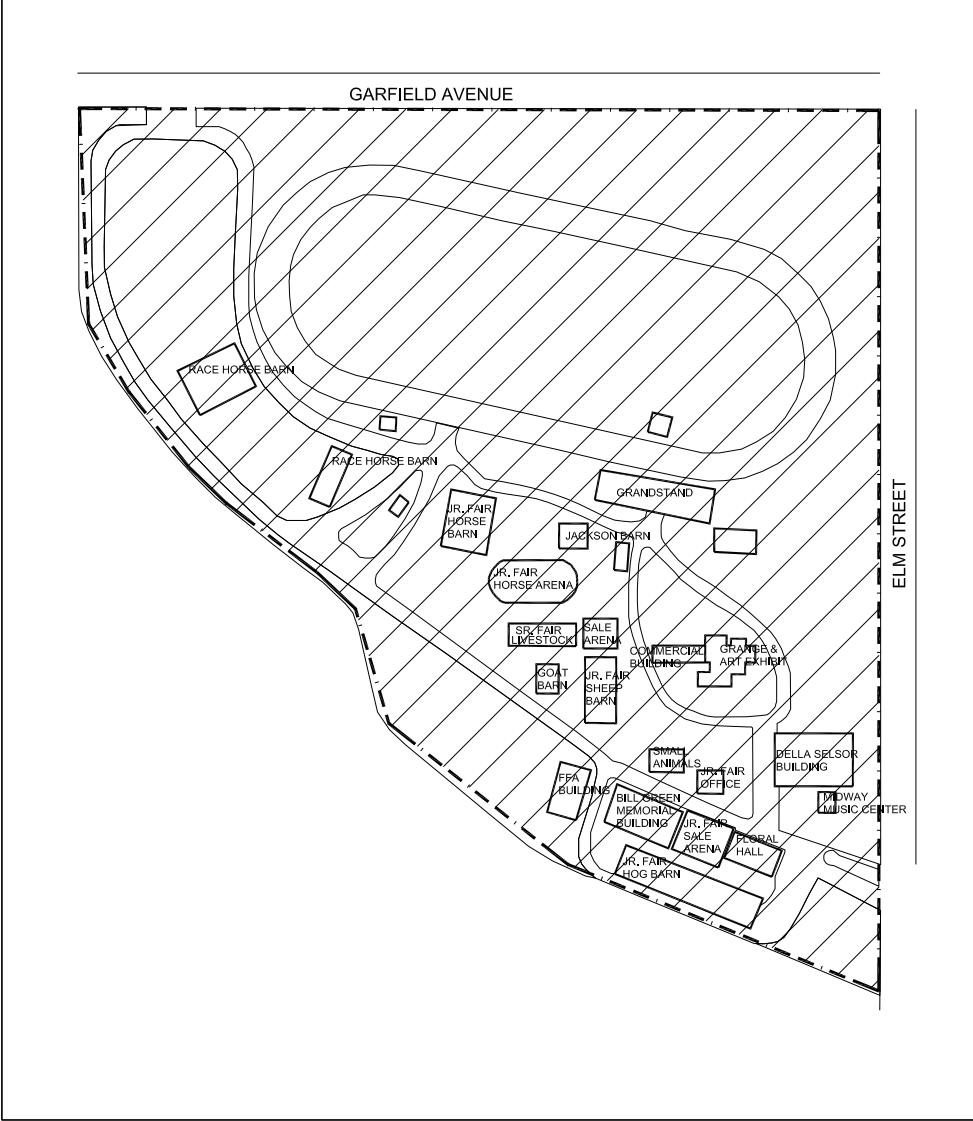 GARFIELD AVENUE
RACE HORSE BARN
RACE HORSE BARN
GRANDSTAND
ELM STREET
JR. FAIR
HORSE
BARN
JACKSON BARN
JR. FAIR
HORSE ARENA
SR. FAIR
LIVESTOCK
SALE
ARENA
COMMERCIAL
BUILDING
GRANGE &
ART EXHIBIT
GOAT
BARN
JR. FAIR
SHEEP
BARN
SMALL
ANIMALS
DELLA SELSOR
BUILDING
FFA
BUILDING
JR. FAIR
OFFICE
BILL GREEN
MEMORIAL
BUILDING
MIDWAY
MUSIC CENTER
JR. FAIR
SALE
ARENA
FLORAL
HALL
JR. FAIR
HOG BARN